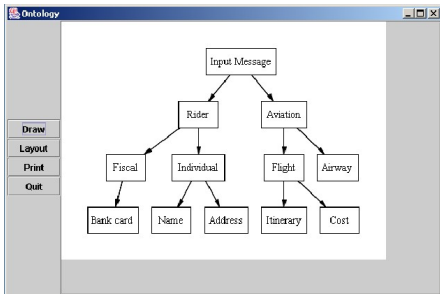 Ontology
Draw
Layout
Print
Quit
Input Message
Rider Aviation
Fiscal Individual Flight Airway
Bank card Name Address Itinerary Cost